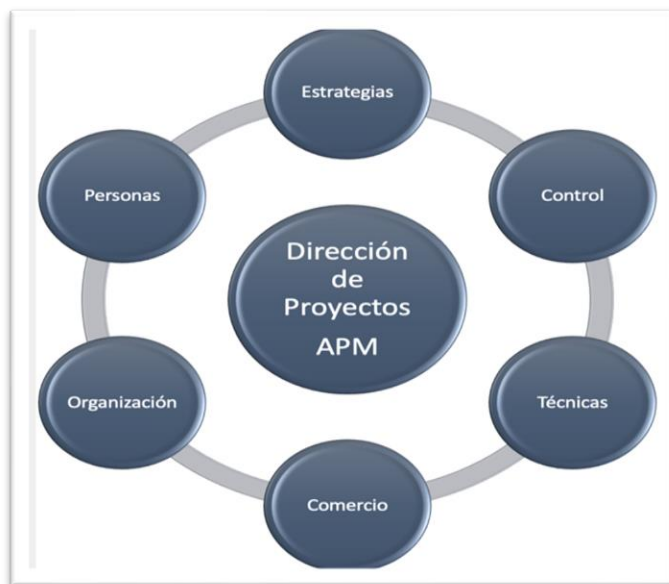 Estrategias
Personas
Control
Dirección
de
Proyectos
APM
Organización
Técnicas
Comercio